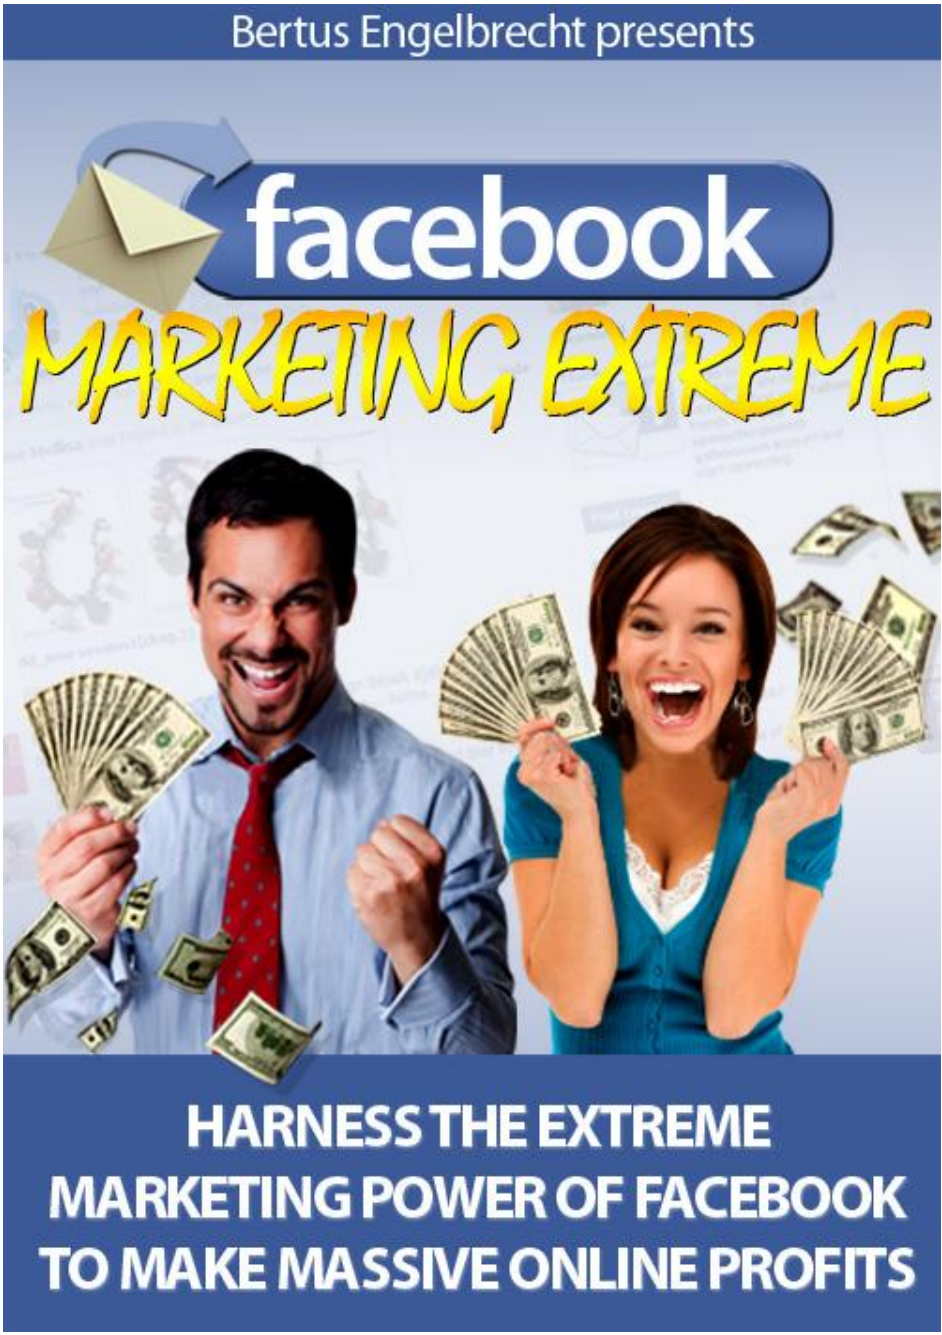 Bertus Engelbrecht presents
facebook
MARKETING EXTREME
HARNESS THE EXTREME
MARKETING POWER OF FACEBOOK
TO MAKE MASSIVE ONLINE PROFITS